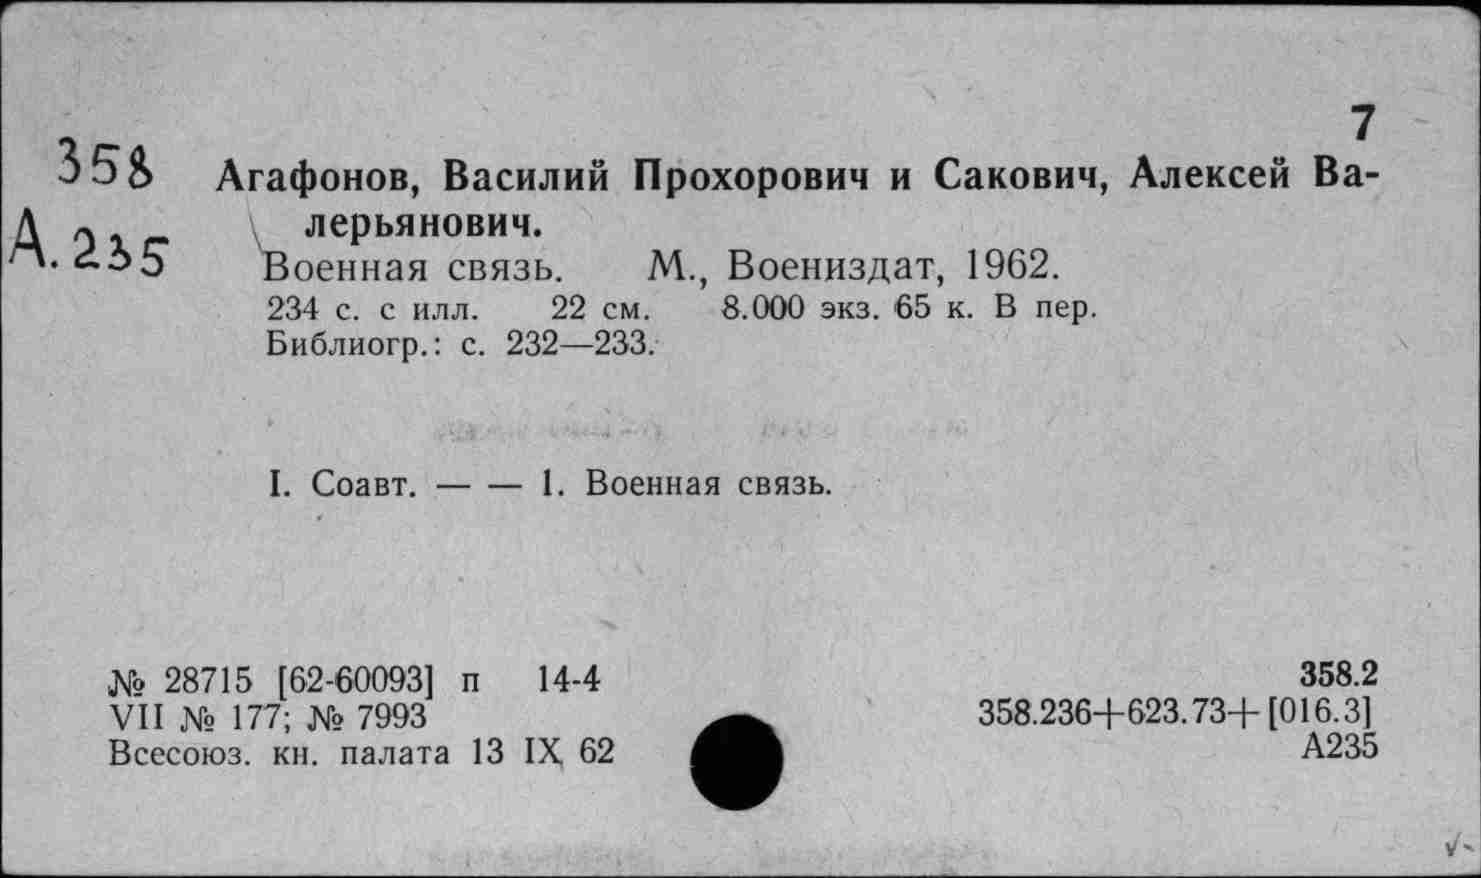 7
358 Агафонов, Василий Прохорович и Сакович, Алексей Ва-
лерьянович.
А.235 Военная связь. М., Воениздат, 1962.
234 с. с илл. 22 см. 8.000 экз. 65 к. В пер.
Библиогр.: с. 232—233.
I. Соавт. — — 1. Военная связь.
№ 28715 [62-60093] п 14-4 358.2
VII № 177; № 7993 358.236+623.73+[016.3]
Всесоюз. кн. палата 13 IX 62 А235